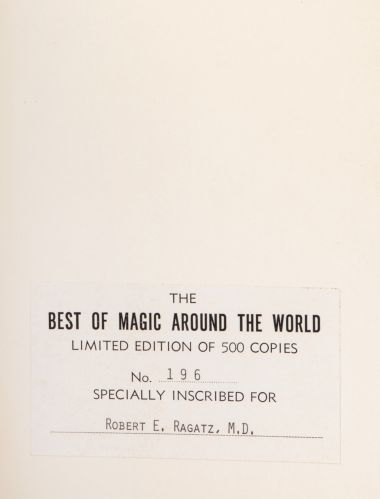 THE
BEST OF MAGIC AROUND THE WORLD
LIMITED EDITION OF 500 COPIES
No. 196
SPECIALLY INSCRIBED FOR
ROBERT E. RAGATZ, M.D.